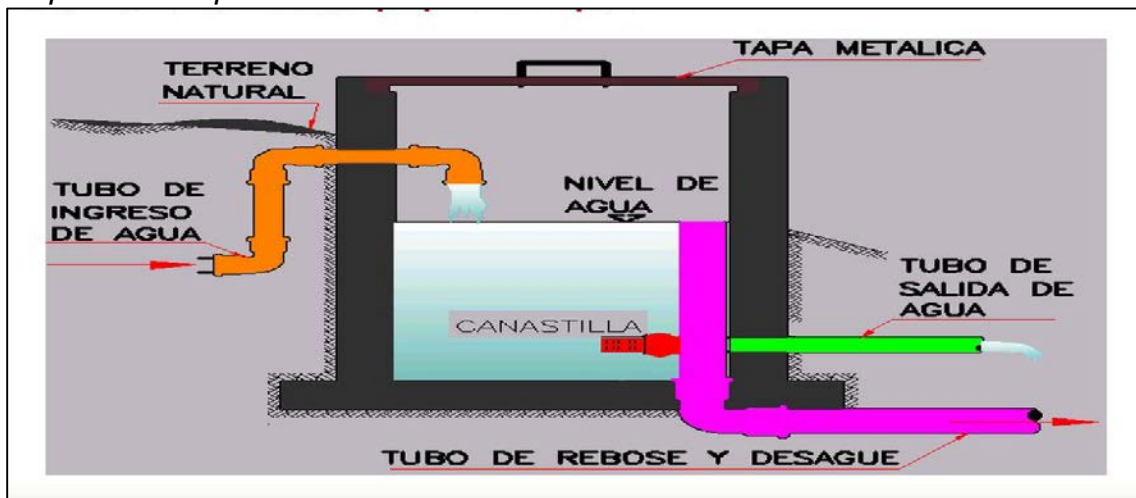 TAPA METALICA
TERRENO
NATURAL
TUBO DE
INGRESO
DE AGUA
NIVEL DE
AGUA
CANASTILLA
TUBO DE
SALIDA DE
AGUA
TUBO DE REBOSE Y DESAGUE